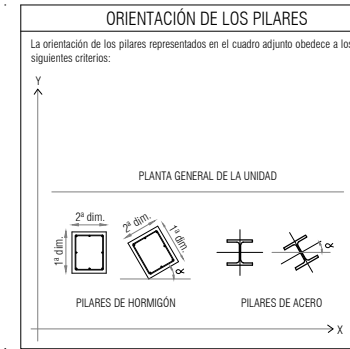 ORIENTACIÓN DE LOS PILARES
La orientación de los pilares representados en el cuadro adjunto obedece a los
siguientes criterios:
Y
PLANTA GENERAL DE LA UNIDAD
2ª dim.
1ª dim.
2ª dim.
1ª dim.
α
α
PILARES DE HORMIGÓN
PILARES DE ACERO
X